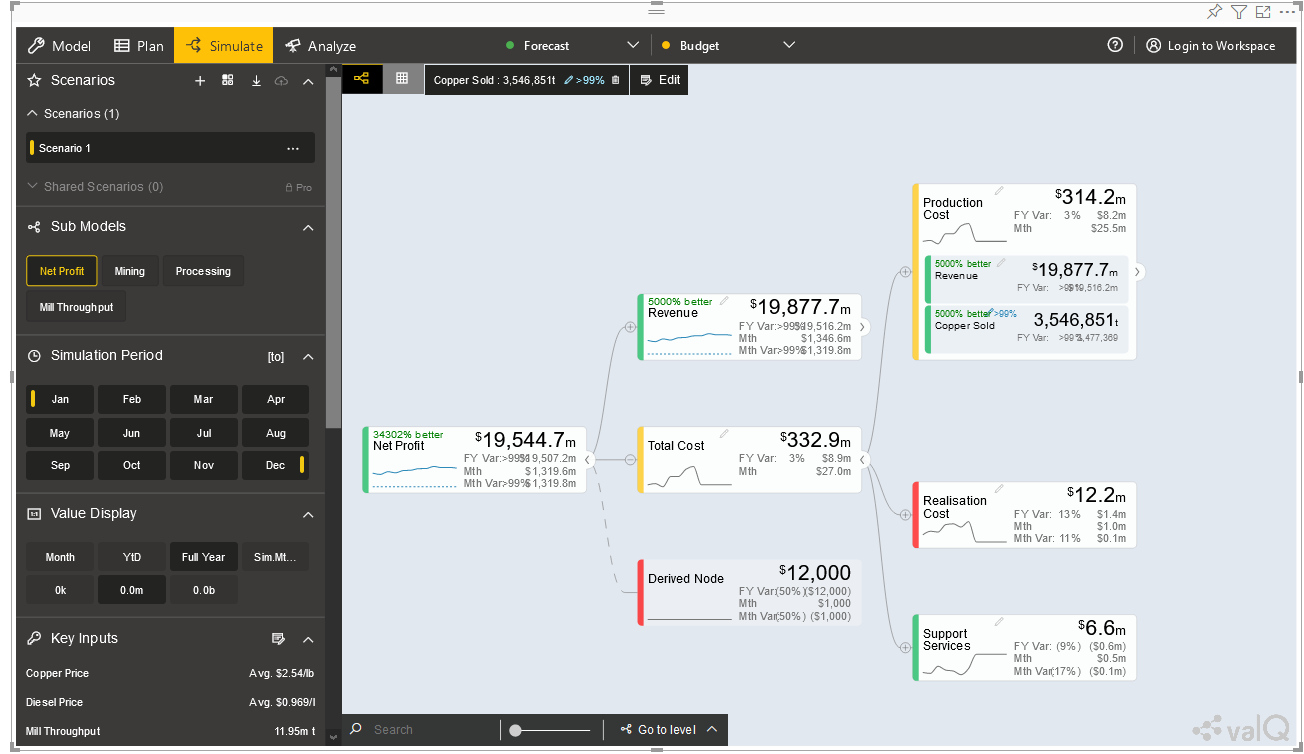 Model Plan Simulate Analyze Forecast Budget Login to Workspace
Scenarios
Scenarios (1)
Scenario 1 ...
Shared Scenarios (0) Pro
Sub Models
Net Profit Mining Processing
Mill Throughput
Simulation Period [to]
Jan Feb Mar Apr
May Jun Jul Aug
Sep Oct Nov Dec
Value Display
1:1
Month YtD Full Year Sim.Mt...
0k 0.0m 0.0b
Key Inputs
Copper Price Avg. $2.54/lb
Diesel Price Avg. $0.969/l
Mill Throughput 11.95m t
Copper Sold : 3,546,851t >99% Edit
34302% better
Net Profit $19,544.7m
FY Var:>99% $19,507.2m
Mth $1,319.6m
Mth Var>99% $1,319.8m
5000% better
Revenue $19,877.7m
FY Var:>99% $19,516.2m
Mth $1,346.6m
Mth Var>99% $1,319.8m
Total Cost $332.9m
FY Var: 3% $8.9m
Mth $27.0m
Derived Node $12,000
FY Var:(50%) ($12,000)
Mth $1,000
Mth Var(50%) ($1,000)
Production
Cost
$314.2m
FY Var: 3% $8.2m
Mth $25.5m
5000% better
Revenue $19,877.7m
FY Var: >99% $19,516.2m
5000% better >99%
Copper Sold 3,546,851t
FY Var: >99% 3,477,369
Realisation
Cost
$12.2m
FY Var: 13% $1.4m
Mth $1.0m
Mth Var: 11% $0.1m
Support
Services
$6.6m
FY Var: (9%) ($0.6m)
Mth $0.5m
Mth Var(17%) ($0.1m)
Search Go to level
valQ